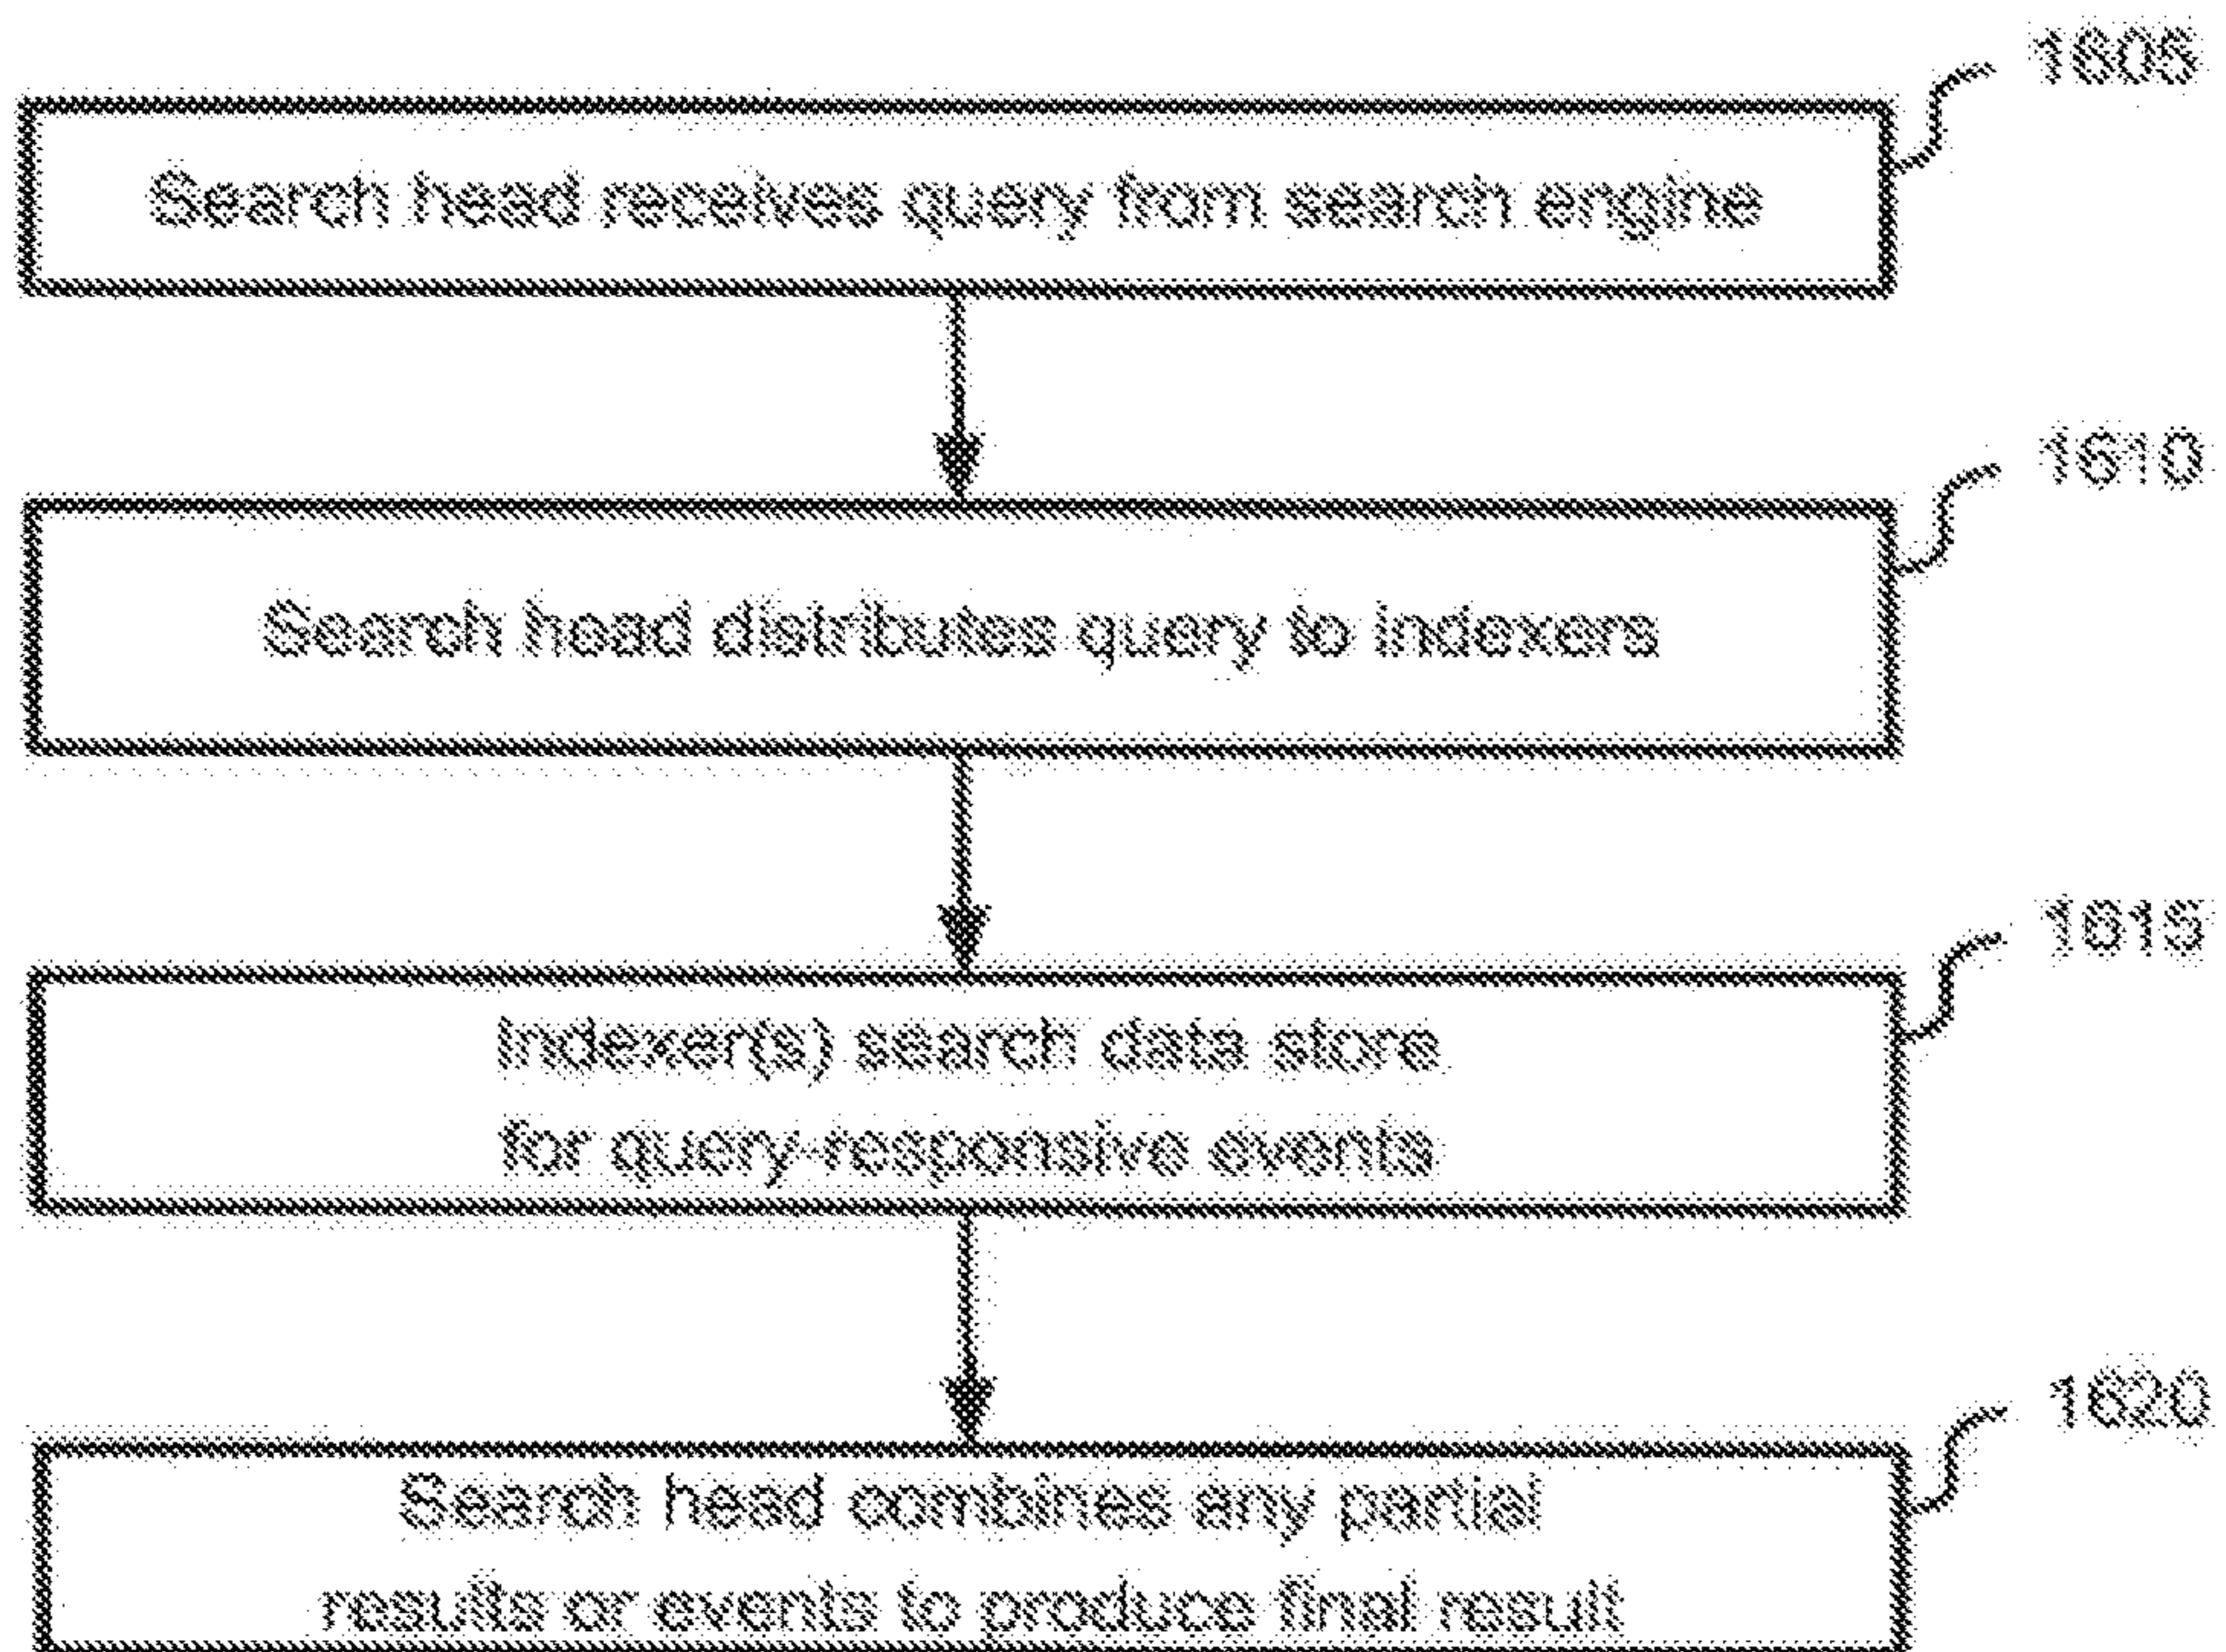 1605
Search head receives query from search engine
1610
Search head distributes query to indexers
1615
Indexer(s) search data store
for query-responsive events
1620
Search head combines any partial
results or events to produce final result